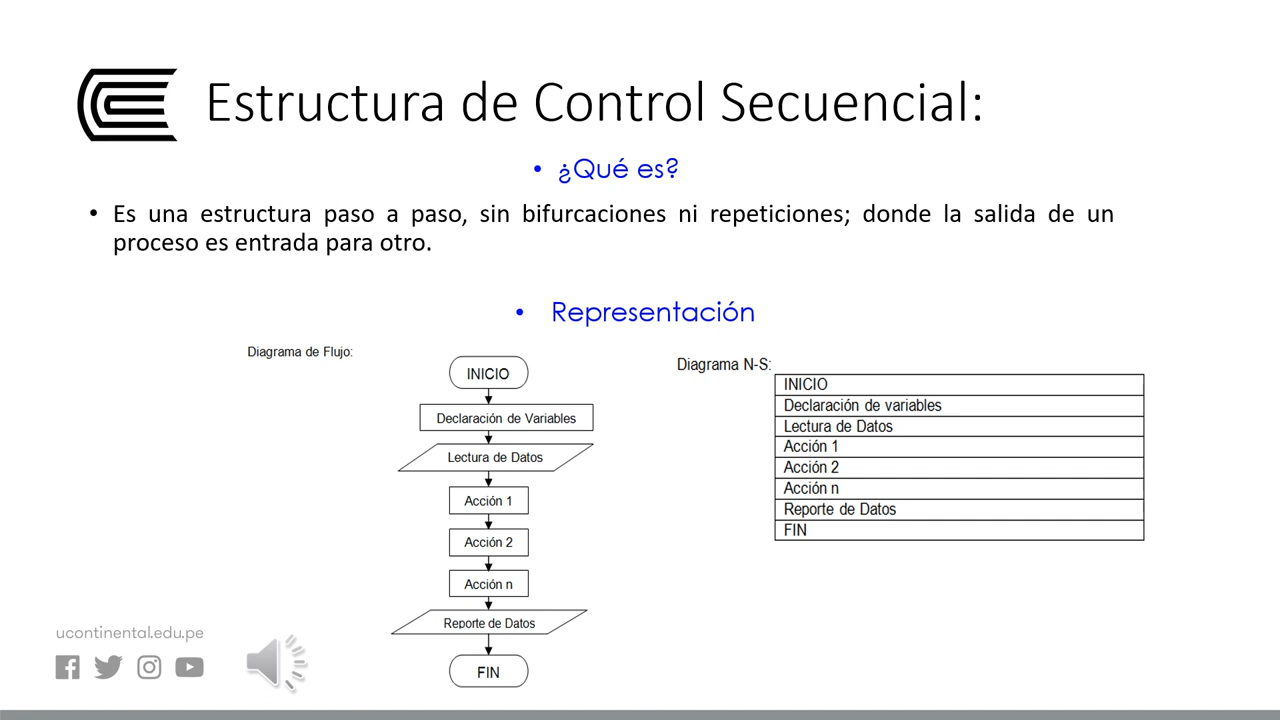 Estructura de Control Secuencial:
• ¿Qué es?
• Es una estructura paso a paso, sin bifurcaciones ni repeticiones; donde la salida de un
proceso es entrada para otro.
• Representación
Diagrama de Flujo:
INICIO
Declaración de Variables
Lectura de Datos
Acción 1
Acción 2
Acción n
Reporte de Datos
FIN
Diagrama N-S:
INICIO
Declaración de variables
Lectura de Datos
Acción 1
Acción 2
Acción n
Reporte de Datos
FIN
ucontinental.edu.pe